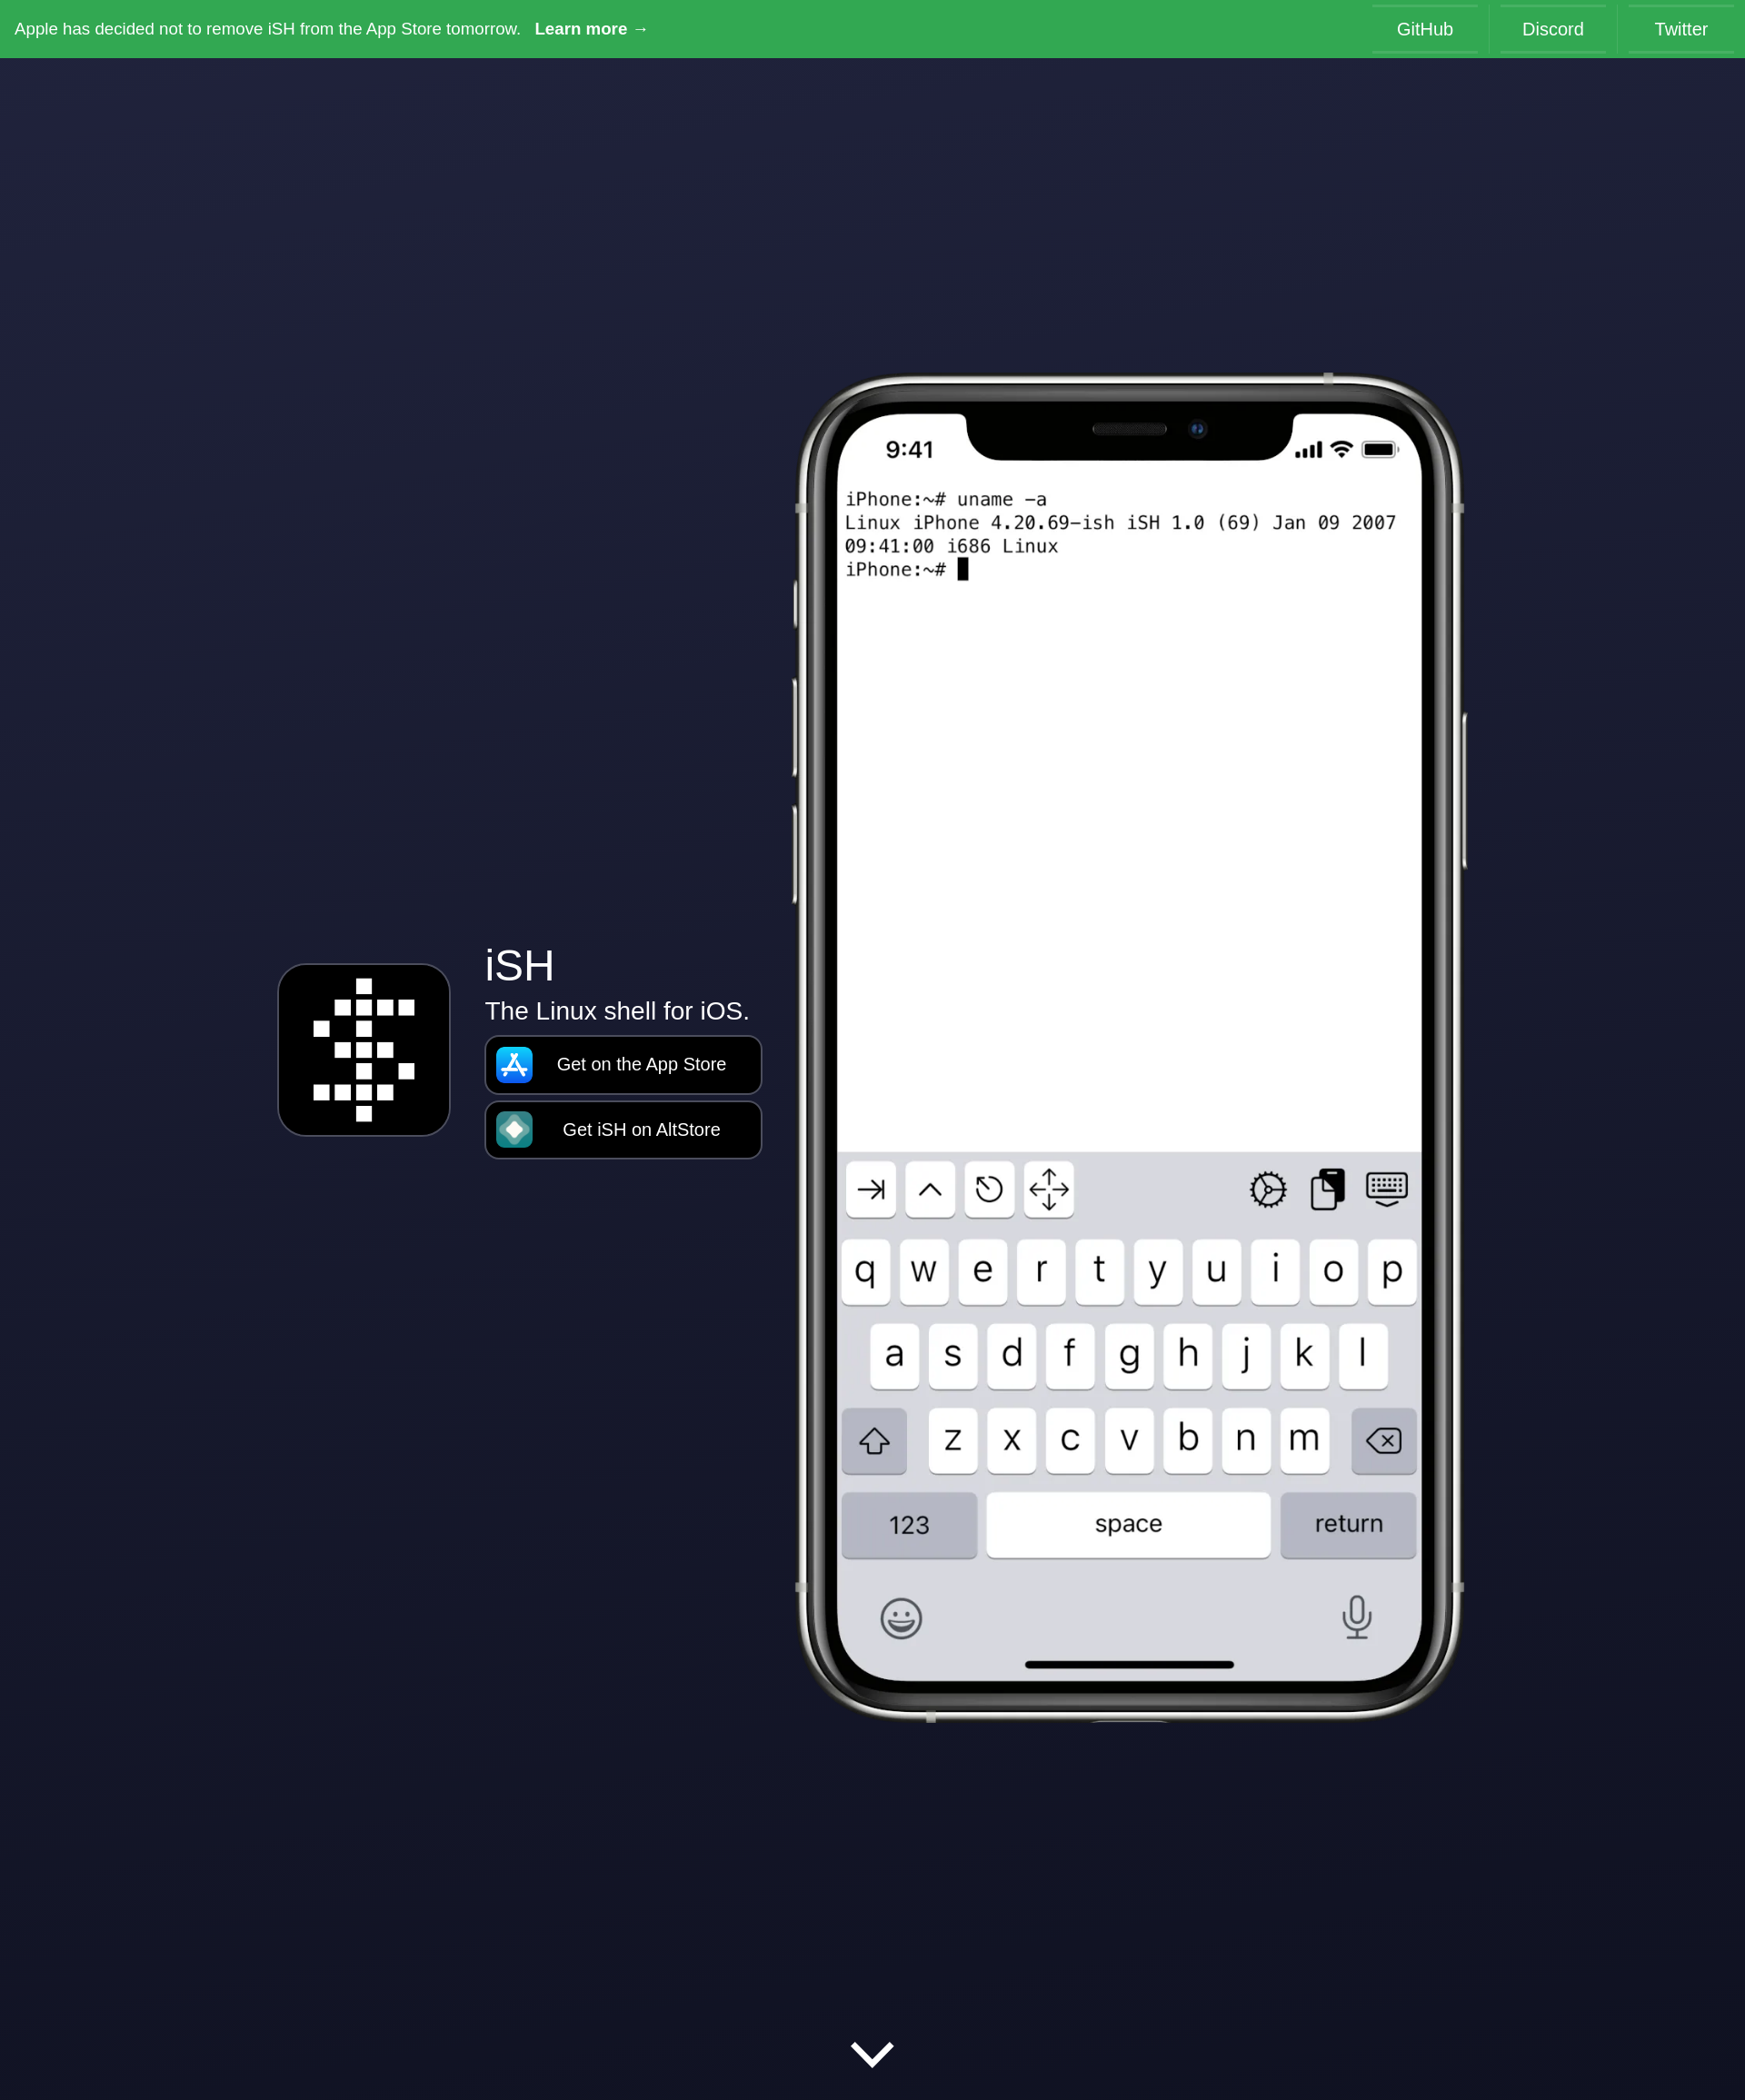 Apple has decided not to remove iSH from the App Store tomorrow. Learn more →
GitHub
Discord
Twitter
iSH
The Linux shell for iOS.
Get on the App Store
Get iSH on AltStore
9:41
iPhone:~# uname -a
Linux iPhone 4.20.69-ish iSH 1.0 (69) Jan 09 2007
09:41:00 i686 Linux
iPhone:~#
q w e r t y u i o p
a s d f g h j k l
z x c v b n m
123 space return